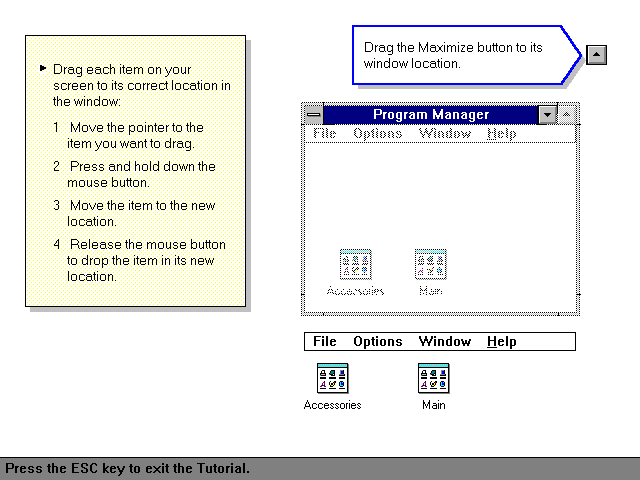 Drag each item on your
screen to its correct location in
the window:
1 Move the pointer to the
item you want to drag.
2 Press and hold down the
mouse button.
3 Move the item to the new
location.
4 Release the mouse button
to drop the item in its new
location.
Drag the Maximize button to its
window location.
Program Manager
File Options Window Help
Accessories Main
File Options Window Help
Accessories Main
Press the ESC key to exit the Tutorial.